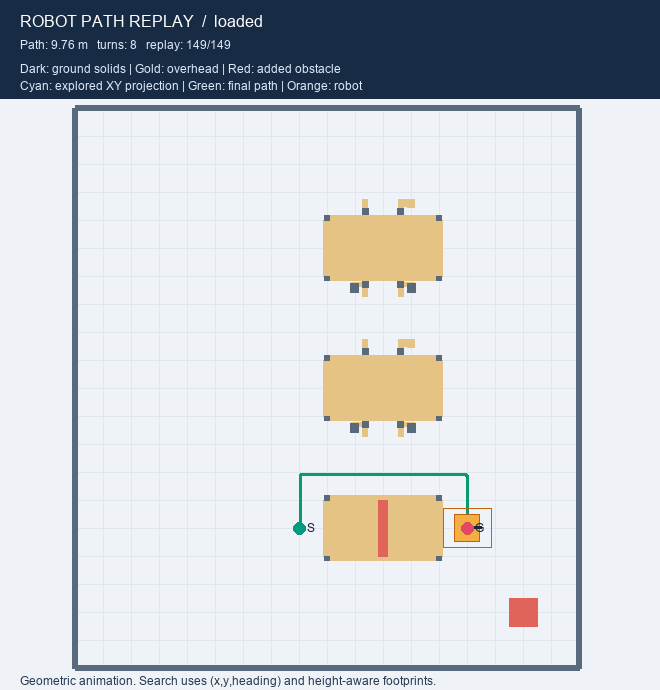 ROBOT PATH REPLAY / loaded
Path: 9.76 m turns: 8 replay: 149/149
Dark: ground solids | Gold: overhead | Red: added obstacle
Cyan: explored XY projection | Green: final path | Orange: robot
S
G
Geometric animation. Search uses (x,y,heading) and height-aware footprints.